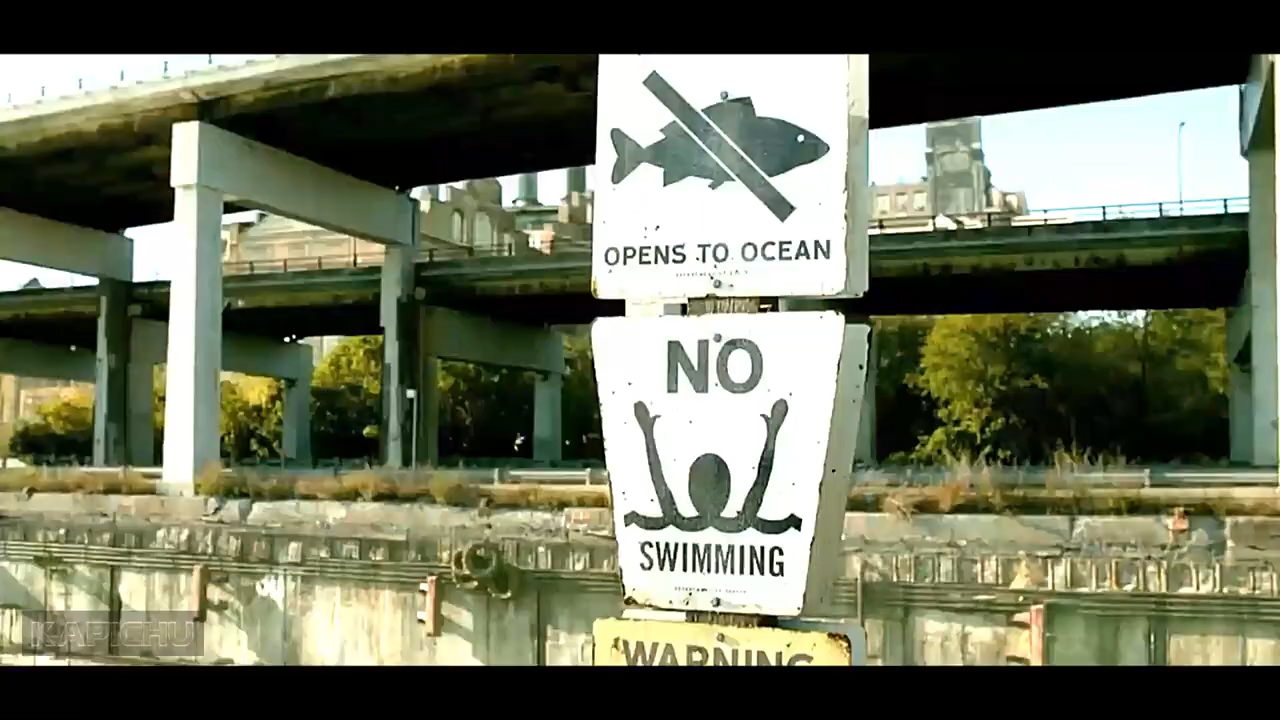 OPENS TO OCEAN
NO
SWIMMING
WARNING
KAPICHU